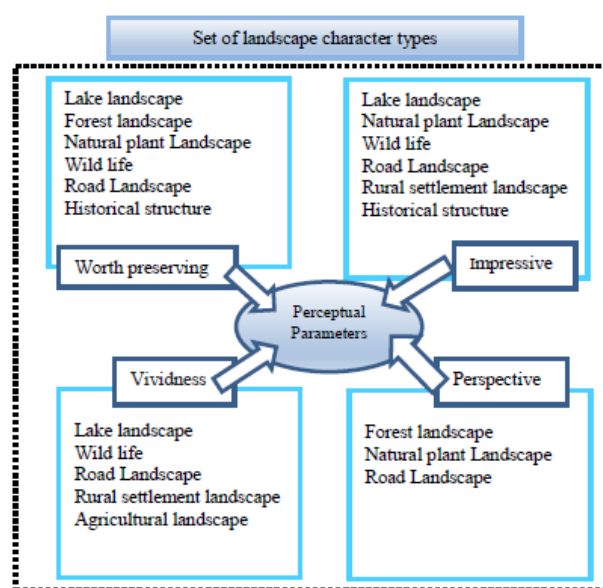 Set of landscape character types
Lake landscape
Forest landscape
Natural plant Landscape
Wild life
Road Landscape
Historical structure
Worth preserving
Lake landscape
Natural plant Landscape
Wild life
Road Landscape
Rural settlement landscape
Historical structure
Impressive
Perceptual
Parameters
Vividness
Lake landscape
Wild life
Road Landscape
Rural settlement landscape
Agricultural landscape
Perspective
Forest landscape
Natural plant Landscape
Road Landscape